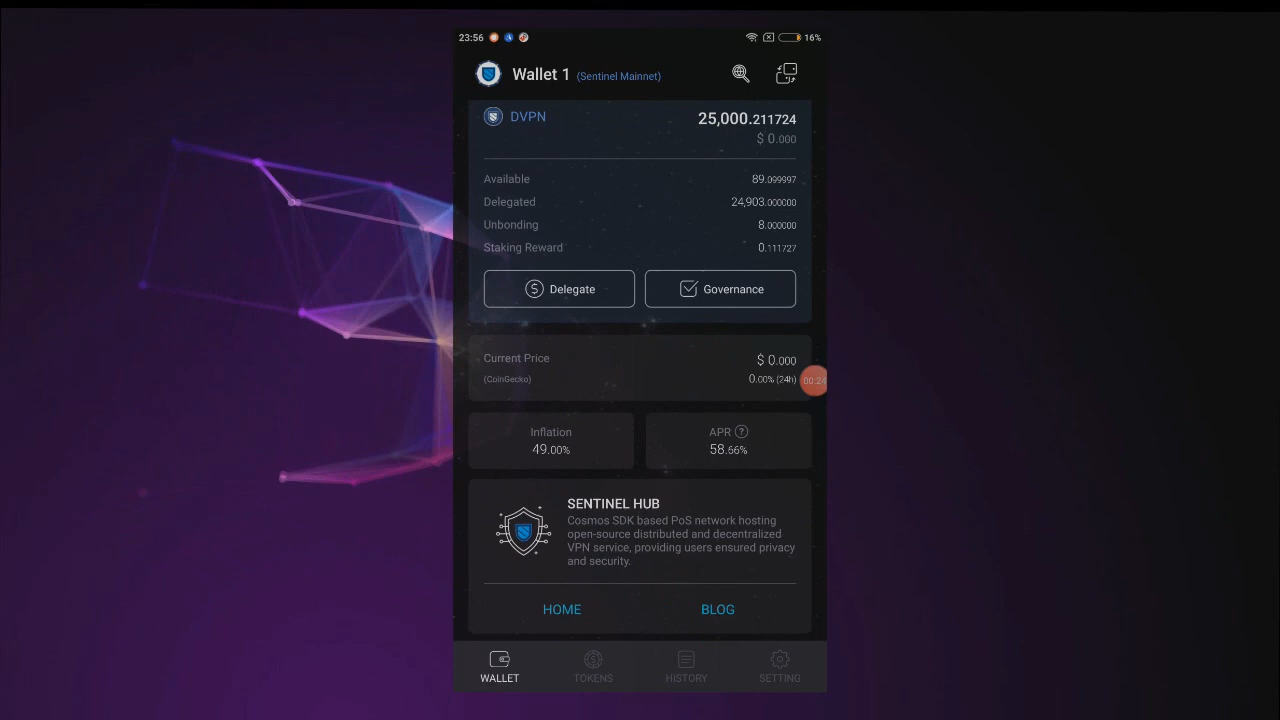 23:56 16%
Wallet 1 (Sentinel Mainnet)
DVPN 25,000.211724
$ 0.000
Available 89.099997
Delegated 24,903.000000
Unbonding 8.000000
Staking Reward 0.111727
Delegate Governance
Current Price $ 0.000
(CoinGecko) 0.00% (24h)
00:24
Inflation APR
49.00% 58.66%
SENTINEL HUB
Cosmos SDK based PoS network hosting
open-source distributed and decentralized
VPN service, providing users ensured privacy
and security.
HOME BLOG
WALLET TOKENS HISTORY SETTING